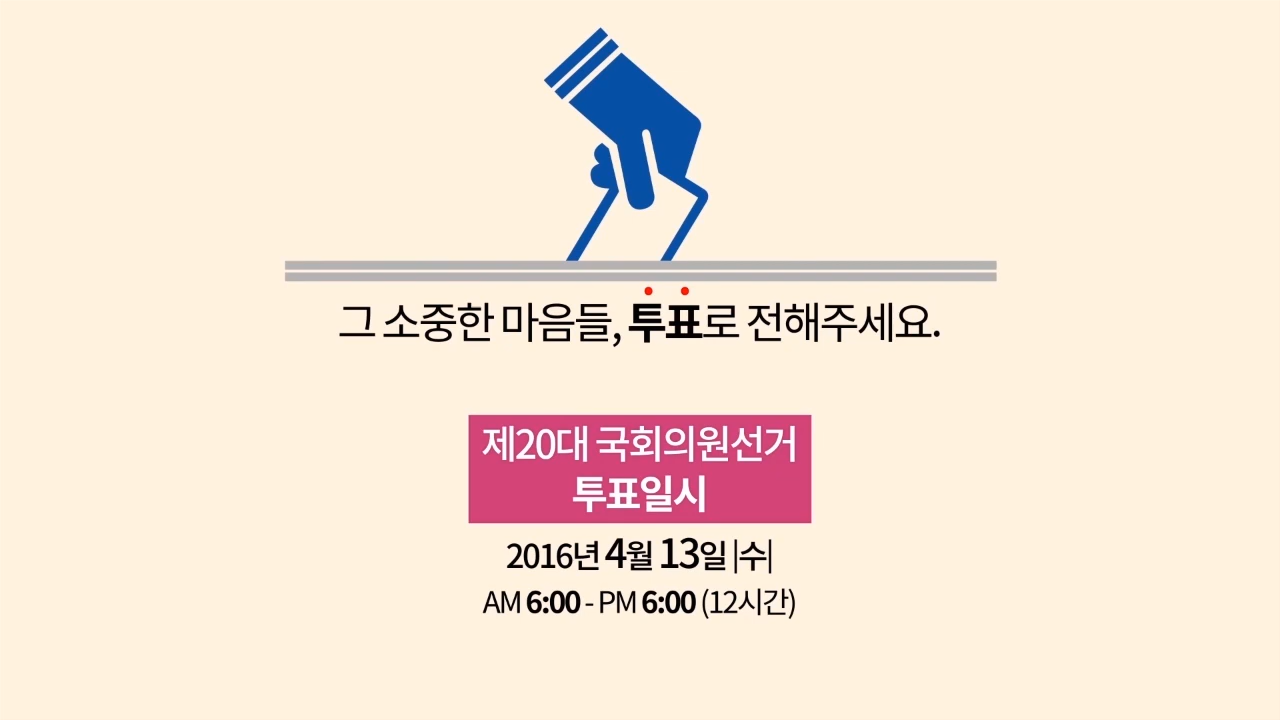 그 소중한 마음들, 투표로 전해주세요.
제20대 국회의원선거
투표일시
2016년 4월 13일 |수|
AM 6:00 - PM 6:00 (12시간)